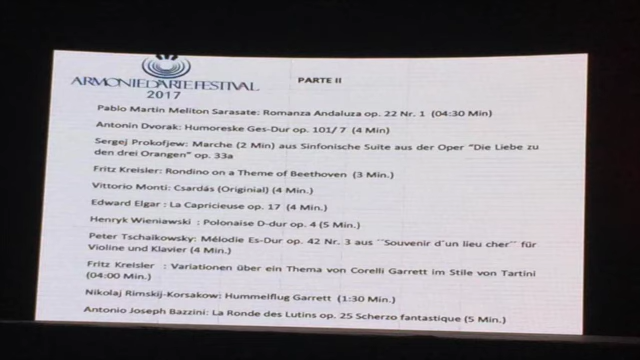 ARMONIED'ARTEFESTIVAL
2017
PARTE II
Pablo Martin Meliton Sarasate: Romanza Andaluza op. 22 Nr. 1 (04:30 Min)
Antonin Dvorak: Humoreske Ges-Dur op. 101/ 7 (4 Min)
Sergej Prokofjew: Marche (2 Min) aus Sinfonische Suite aus der Oper "Die Liebe zu
den drei Orangen" op. 33a
Fritz Kreisler: Rondino on a Theme of Beethoven (3 Min.)
Vittorio Monti: Csardás (Originial) (4 Min.)
Edward Elgar : La Capricieuse op. 17 (4 Min.)
Henryk Wieniawski : Polonaise D-dur op. 4 (5 Min.)
Peter Tschaikowsky: Mélodie Es-Dur op. 42 Nr. 3 aus ´´Souvenir d´un lieu cher´´ für
Violine und Klavier (4 Min.)
Fritz Kreisler : Variationen über ein Thema von Corelli Garrett im Stile von Tartini
(04:00 Min.)
Nikolaj Rimskij-Korsakow: Hummelflug Garrett (1:30 Min.)
Antonio Joseph Bazzini: La Ronde des Lutins op. 25 Scherzo fantastique (5 Min.)